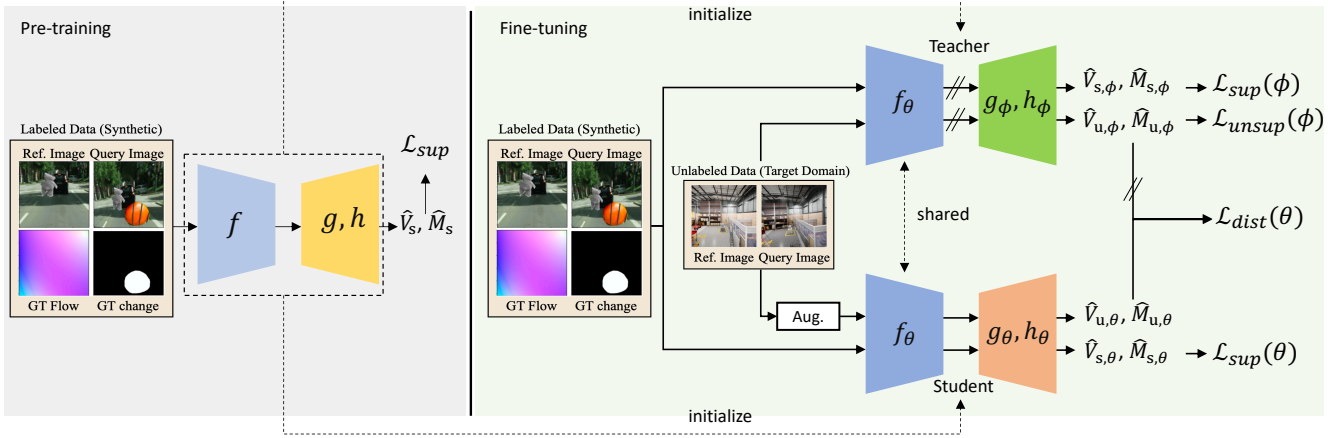 Pre-training
Labeled Data (Synthetic)
Ref. Image Query Image
GT Flow GT change
f
g, h
ℒ_sup
V̂_s, M̂_s
initialize
Fine-tuning
Labeled Data (Synthetic)
Ref. Image Query Image
GT Flow GT change
Unlabeled Data (Target Domain)
Ref. Image Query Image
Aug.
Teacher
f_θ
g_ϕ, h_ϕ
V̂_s,ϕ, M̂_s,ϕ
ℒ_sup(ϕ)
V̂_u,ϕ, M̂_u,ϕ
ℒ_unsup(ϕ)
shared
ℒ_dist(θ)
f_θ
g_θ, h_θ
V̂_u,θ, M̂_u,θ
V̂_s,θ, M̂_s,θ
ℒ_sup(θ)
Student
initialize